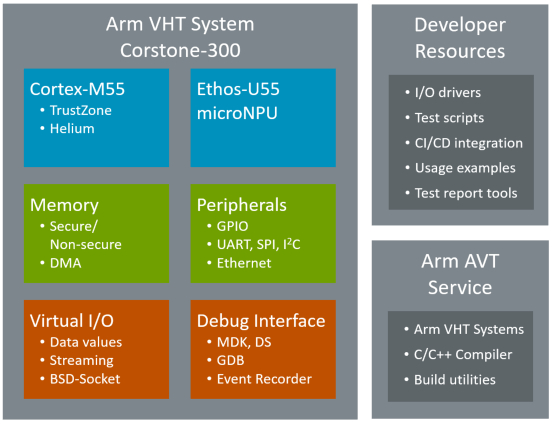 Arm VHT System
Corstone-300
Cortex-M55
• TrustZone
• Helium
Ethos-U55
microNPU
Memory
• Secure/
Non-secure
• DMA
Peripherals
• GPIO
• UART, SPI, I²C
• Ethernet
Virtual I/O
• Data values
• Streaming
• BSD-Socket
Debug Interface
• MDK, DS
• GDB
• Event Recorder
Developer
Resources
• I/O drivers
• Test scripts
• CI/CD integration
• Usage examples
• Test report tools
Arm AVT
Service
• Arm VHT Systems
• C/C++ Compiler
• Build utilities